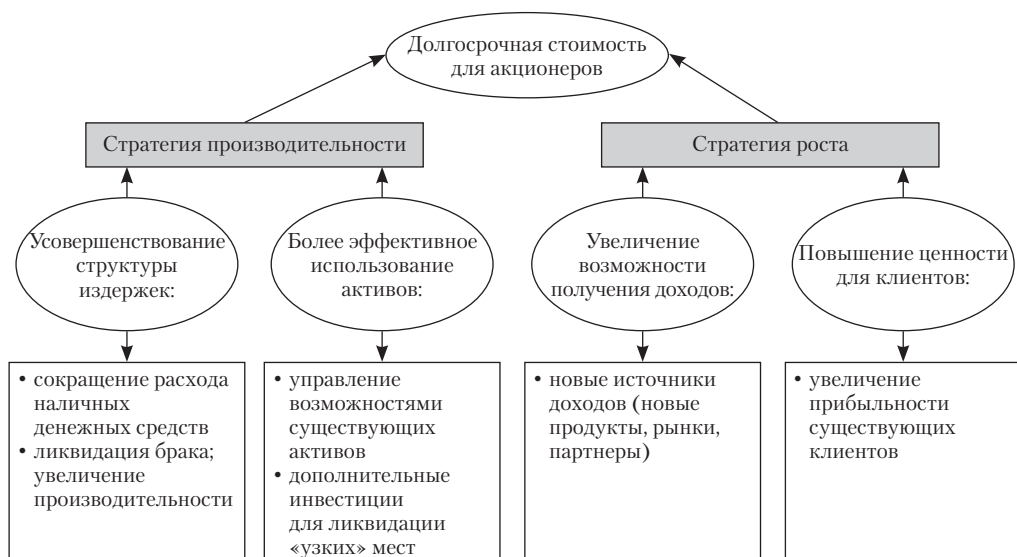 Долгосрочная стоимость
для акционеров
Стратегия производительности
Стратегия роста
Усовершенствование
структуры
издержек:
Более эффективное
использование
активов:
Увеличение
возможности
получения доходов:
Повышение ценности
для клиентов:
• сокращение расхода
наличных
денежных средств
• ликвидация брака;
увеличение
производительности
• управление
возможностями
существующих
активов
• дополнительные
инвестиции
для ликвидации
«узких» мест
• новые источники
доходов (новые
продукты, рынки,
партнеры)
• увеличение
прибыльности
существующих
клиентов